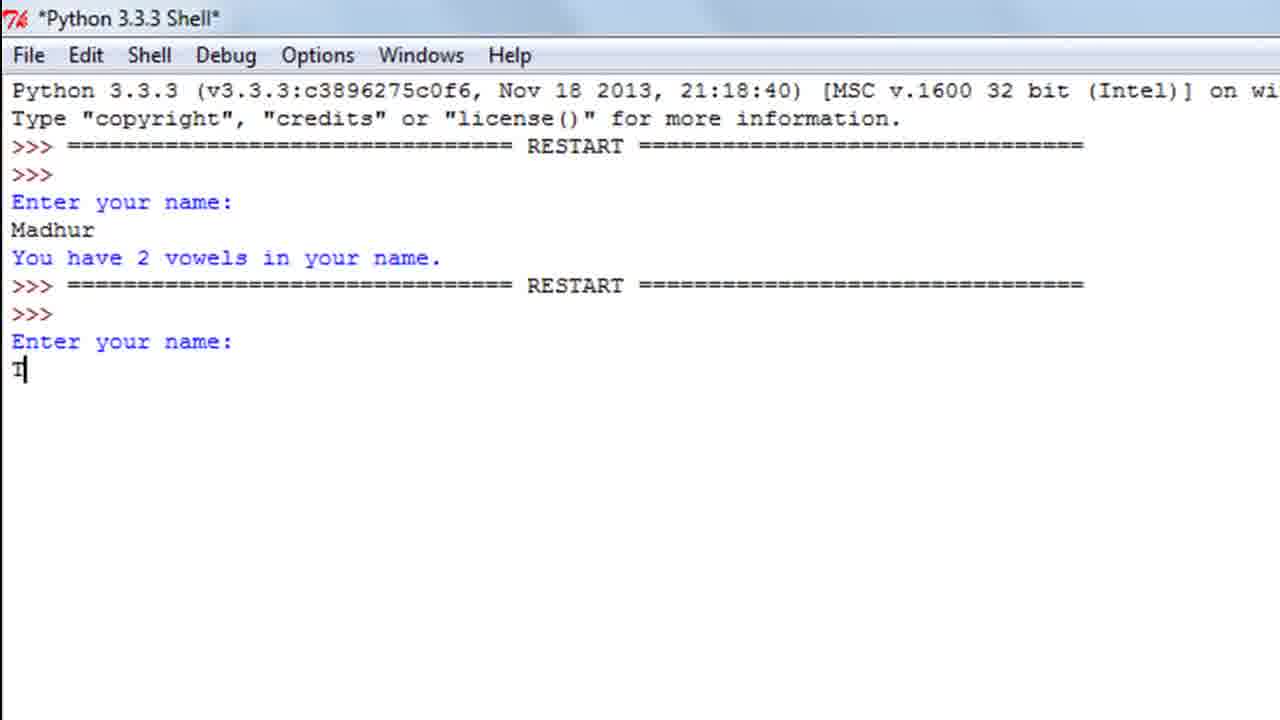 *Python 3.3.3 Shell*
File Edit Shell Debug Options Windows Help
Python 3.3.3 (v3.3.3:c3896275c0f6, Nov 18 2013, 21:18:40) [MSC v.1600 32 bit (Intel)] on wi
Type "copyright", "credits" or "license()" for more information.
>>> ================================ RESTART ================================
>>>
Enter your name:
Madhur
You have 2 vowels in your name.
>>> ================================ RESTART ================================
>>>
Enter your name:
T